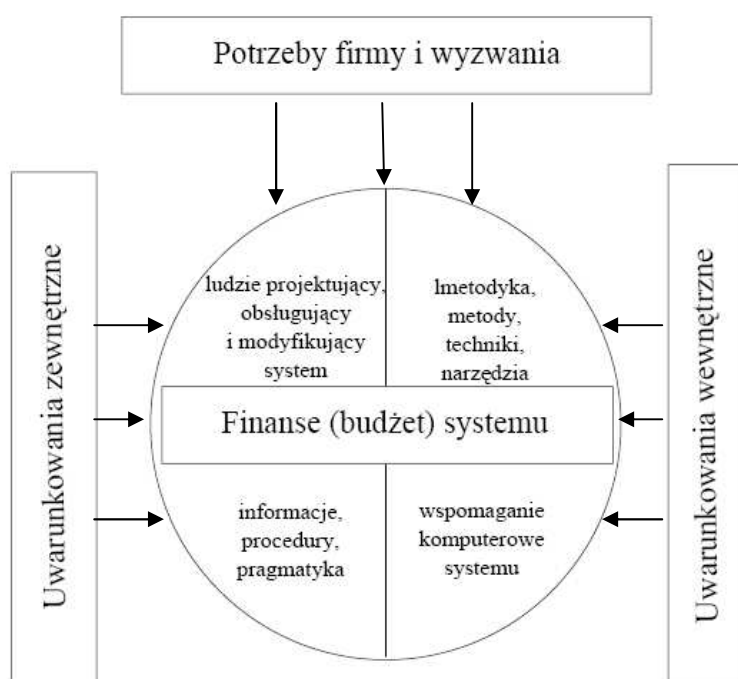 Potrzeby firmy i wyzwania
Uwarunkowania zewnętrzne
ludzie projektujący,
obsługujący
i modyfikujący
system
lmetodyka,
metody,
techniki,
narzędzia
Finanse (budżet) systemu
informacje,
procedury,
pragmatyka
wspomaganie
komputerowe
systemu
Uwarunkowania wewnętrzne